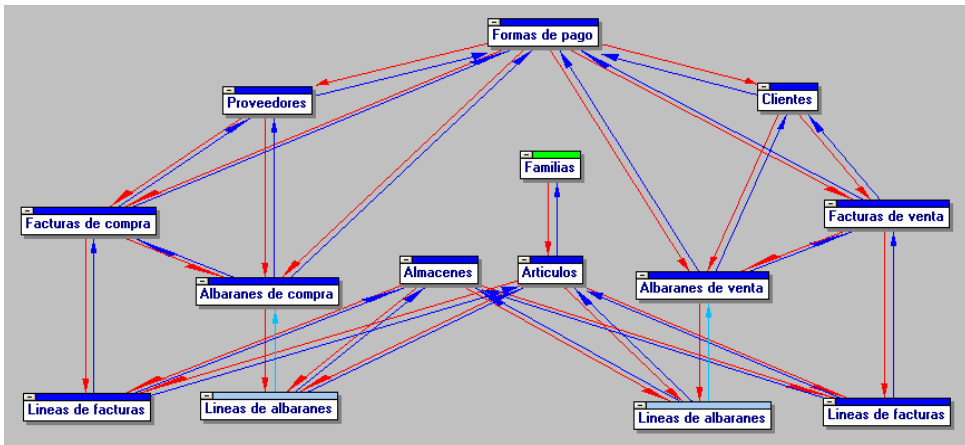 Formas de pago
Proveedores
Clientes
Familias
Facturas de compra
Facturas de venta
Almacenes
Articulos
Albaranes de compra
Albaranes de venta
Lineas de facturas
Lineas de albaranes
Lineas de albaranes
Lineas de facturas